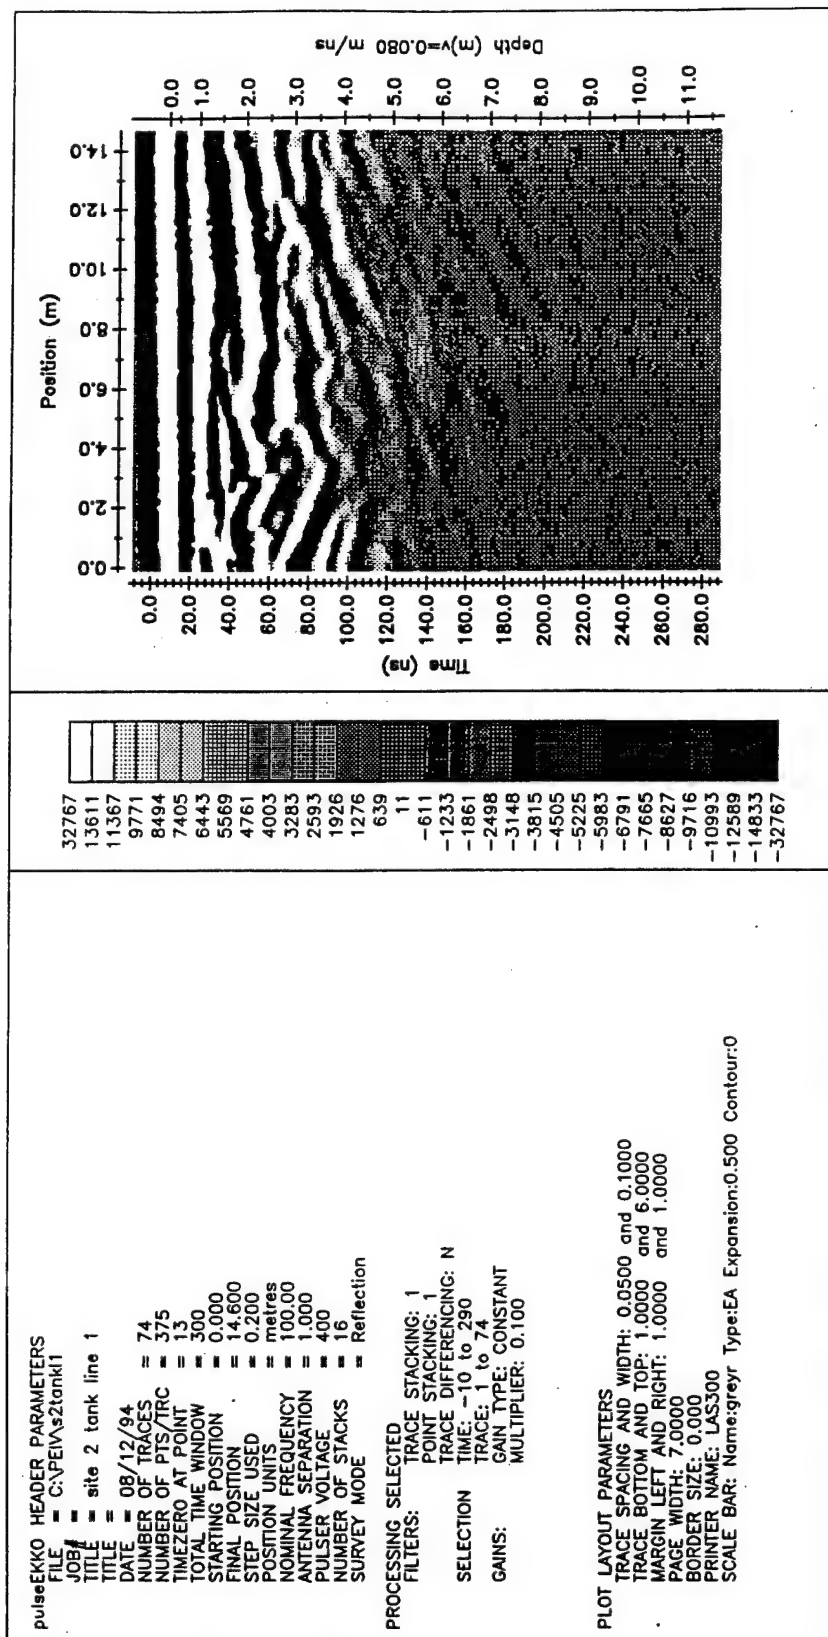 Position (m)
0.0 2.0 4.0 6.0 8.0 10.0 12.0 14.0
Time (ns)
0.0
20.0
40.0
60.0
80.0
100.0
120.0
140.0
160.0
180.0
200.0
220.0
240.0
260.0
280.0
0.0
1.0
2.0
3.0
4.0
5.0
6.0
7.0
8.0
9.0
10.0
11.0
Depth (m)v=0.080 m/ns
32767
13611
11367
9771
8494
7405
6443
5569
4761
4003
3283
2593
1926
1276
639
11
-611
-1233
-1861
-2498
-3148
-3815
-4505
-5225
-5983
-6791
-7665
-8627
-9716
-10993
-12589
-14833
-32767
pulseEKKO HEADER PARAMETERS
FILE = C:\PEIV\s2tankl1
JOB# =
TITLE = site 2 tank line 1
TITLE =
DATE = 08/12/94
NUMBER OF TRACES = 74
NUMBER OF PTS/TRC = 375
TIMEZERO AT POINT = 13
TOTAL TIME WINDOW = 300
STARTING POSITION = 0.000
FINAL POSITION = 14.600
STEP SIZE USED = 0.200
POSITION UNITS = metres
NOMINAL FREQUENCY = 100.00
ANTENNA SEPARATION = 1.000
PULSER VOLTAGE = 400
NUMBER OF STACKS = 16
SURVEY MODE = Reflection
PROCESSING SELECTED
FILTERS: TRACE STACKING: 1
POINT STACKING: 1
TRACE DIFFERENCING: N
SELECTION TIME: -10 to 290
TRACE: 1 to 74
GAINS: GAIN TYPE: CONSTANT
MULTIPLIER: 0.100
PLOT LAYOUT PARAMETERS
TRACE SPACING AND WIDTH: 0.0500 and 0.1000
TRACE BOTTOM AND TOP: 1.0000 and 6.0000
MARGIN LEFT AND RIGHT: 1.0000 and 1.0000
PAGE WIDTH: 7.0000
BORDER SIZE: 0.000
PRINTER NAME: LAS300
SCALE BAR: Name:greyr Type:EA Expansion:0.500 Contour:0